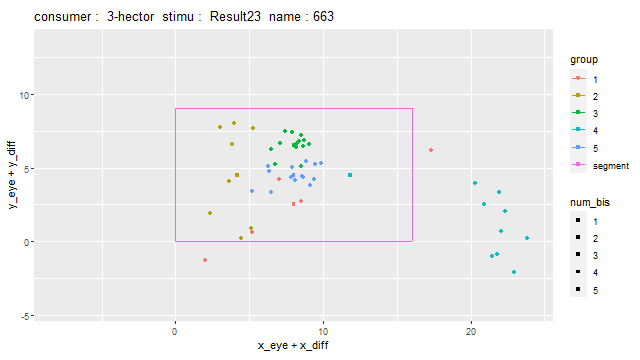 consumer :  3-hector  stimu :  Result23  name : 663
y_eye + y_diff
10
5
0
-5
0
10
20
x_eye + x_diff
group
1
2
3
4
5
segment
num_bis
1
2
3
4
5